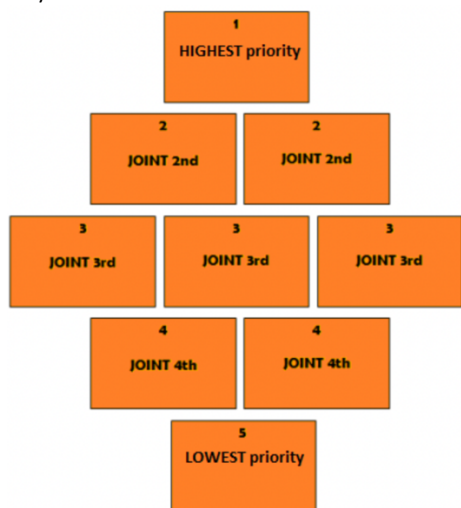 1
HIGHEST priority
2
JOINT 2nd
2
JOINT 2nd
3
JOINT 3rd
3
JOINT 3rd
3
JOINT 3rd
4
JOINT 4th
4
JOINT 4th
5
LOWEST priority